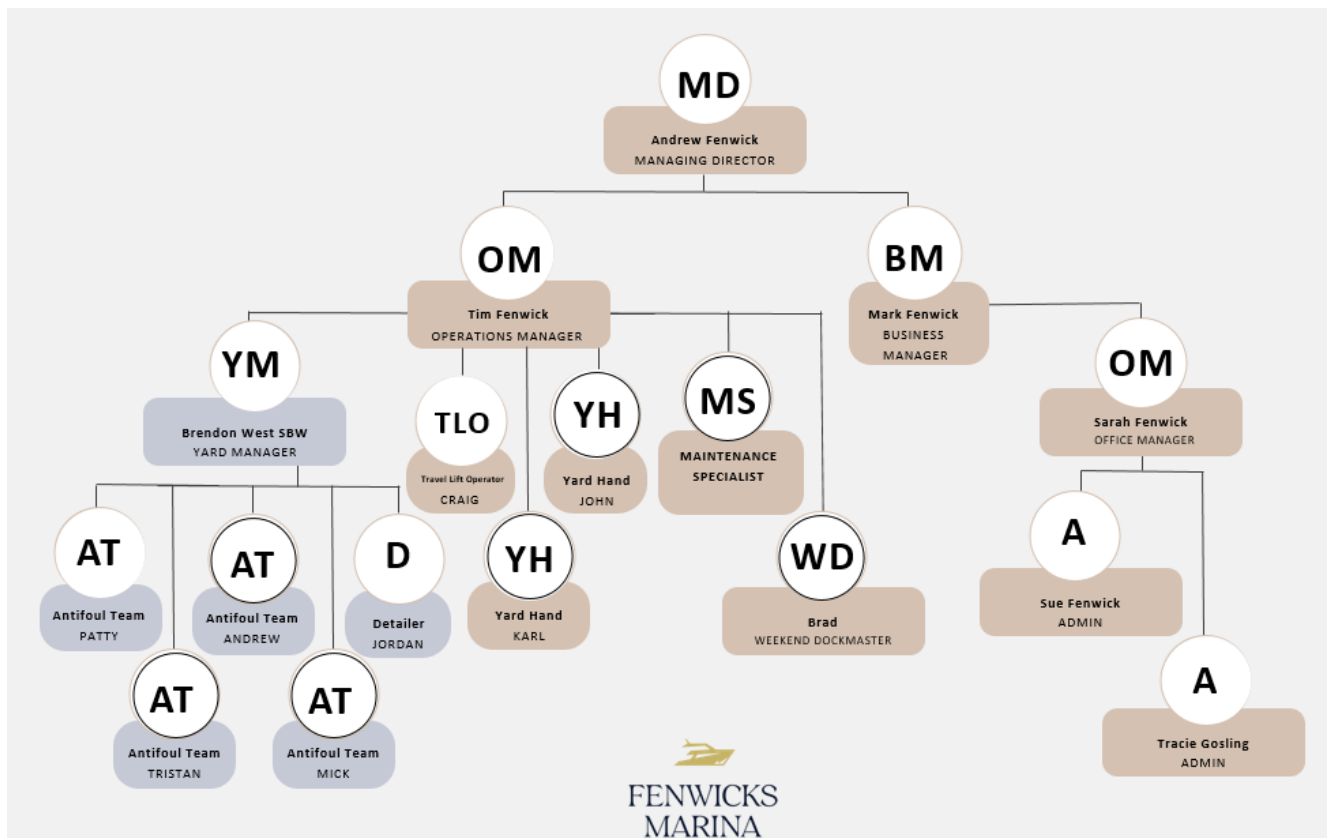 MD
Andrew Fenwick
MANAGING DIRECTOR
OM
Tim Fenwick
OPERATIONS MANAGER
BM
Mark Fenwick
BUSINESS
MANAGER
YM
Brendon West SBW
YARD MANAGER
TLO
Travel Lift Operator
CRAIG
YH
Yard Hand
JOHN
MS
MAINTENANCE
SPECIALIST
OM
Sarah Fenwick
OFFICE MANAGER
AT
Antifoul Team
PATTY
AT
Antifoul Team
ANDREW
D
Detailer
JORDAN
YH
Yard Hand
KARL
WD
Brad
WEEKEND DOCKMASTER
A
Sue Fenwick
ADMIN
AT
Antifoul Team
TRISTAN
AT
Antifoul Team
MICK
A
Tracie Gosling
ADMIN
FENWICKS
MARINA